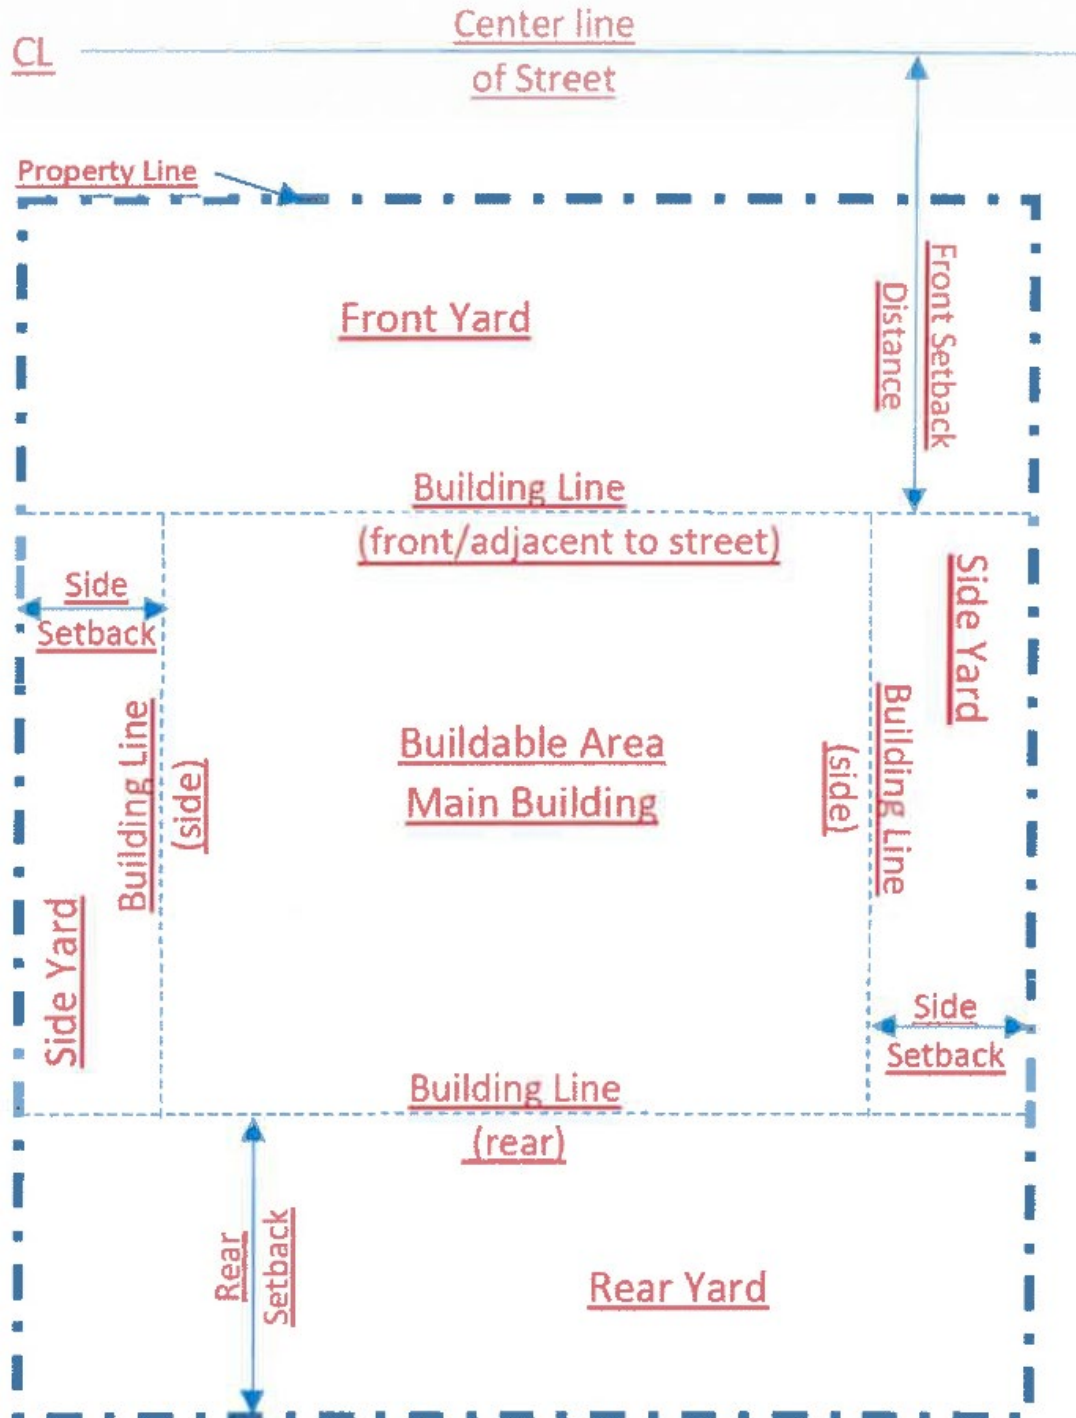 Center line
CL
of Street
Property Line
Front Yard
Front Setback
Distance
Building Line
(front/adjacent to street)
Side
Setback
Side Yard
Building Line
(side)
Buildable Area
Main Building
Building Line
(side)
Side Yard
Side
Setback
Building Line
(rear)
Rear
Setback
Rear Yard